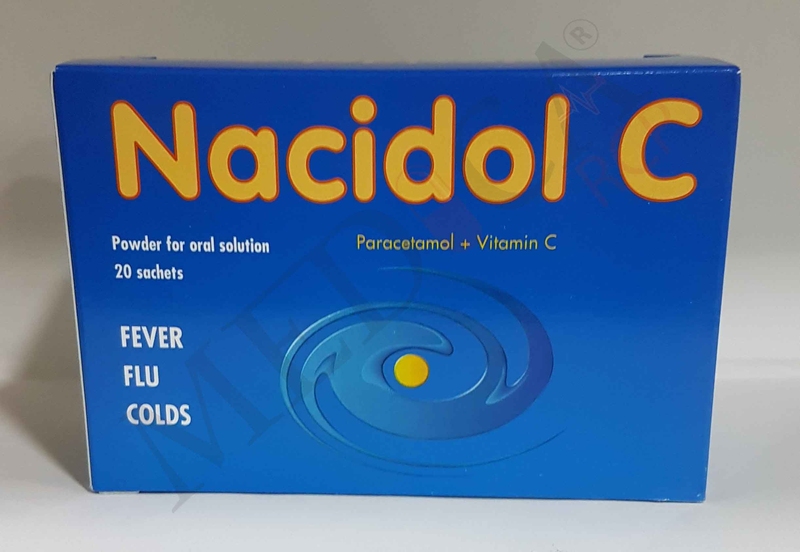 Nacidol C
Powder for oral solution
Paracetamol + Vitamin C
20 sachets
FEVER
FLU
COLDS